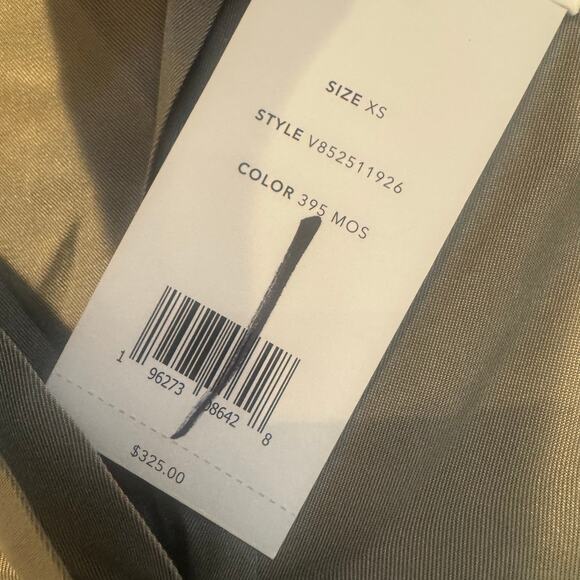 SIZE XS
STYLE V852511926
COLOR 395 MOS
1 96273 08642 8
$325.00